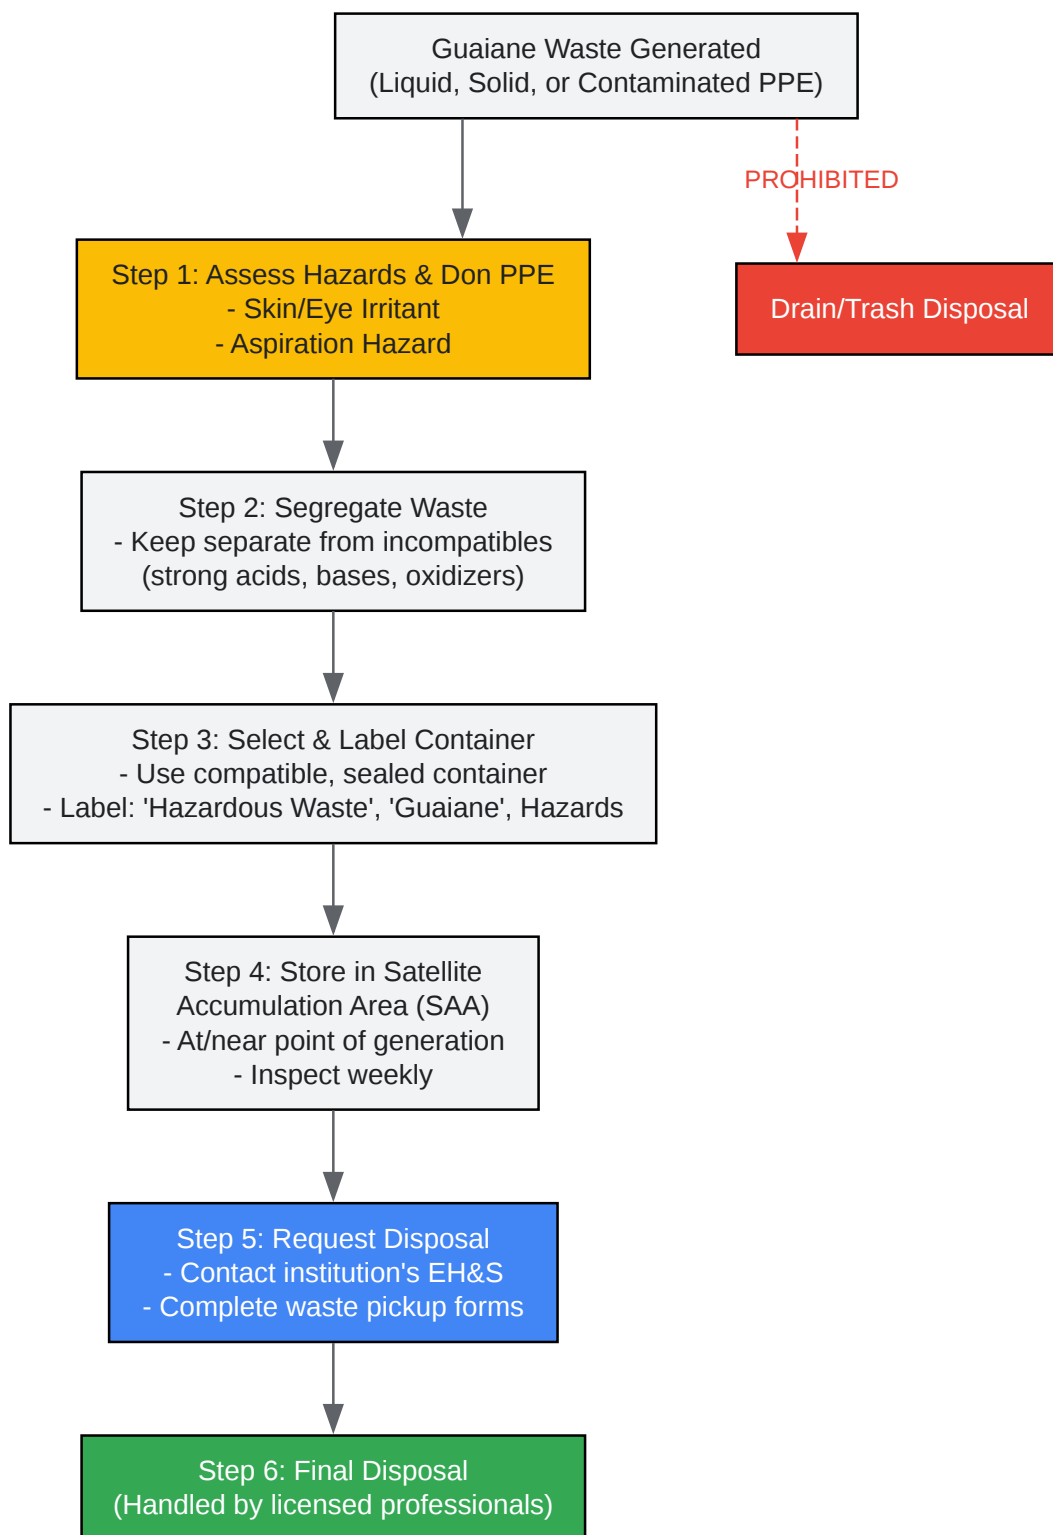 Guaiane Waste Generated
(Liquid, Solid, or Contaminated PPE)
PROHIBITED
Step 1: Assess Hazards & Don PPE
- Skin/Eye Irritant
- Aspiration Hazard
Drain/Trash Disposal
Step 2: Segregate Waste
- Keep separate from incompatibles
(strong acids, bases, oxidizers)
Step 3: Select & Label Container
- Use compatible, sealed container
- Label: 'Hazardous Waste', 'Guaiane', Hazards
Step 4: Store in Satellite
Accumulation Area (SAA)
- At/near point of generation
- Inspect weekly
Step 5: Request Disposal
- Contact institution's EH&S
- Complete waste pickup forms
Step 6: Final Disposal
(Handled by licensed professionals)